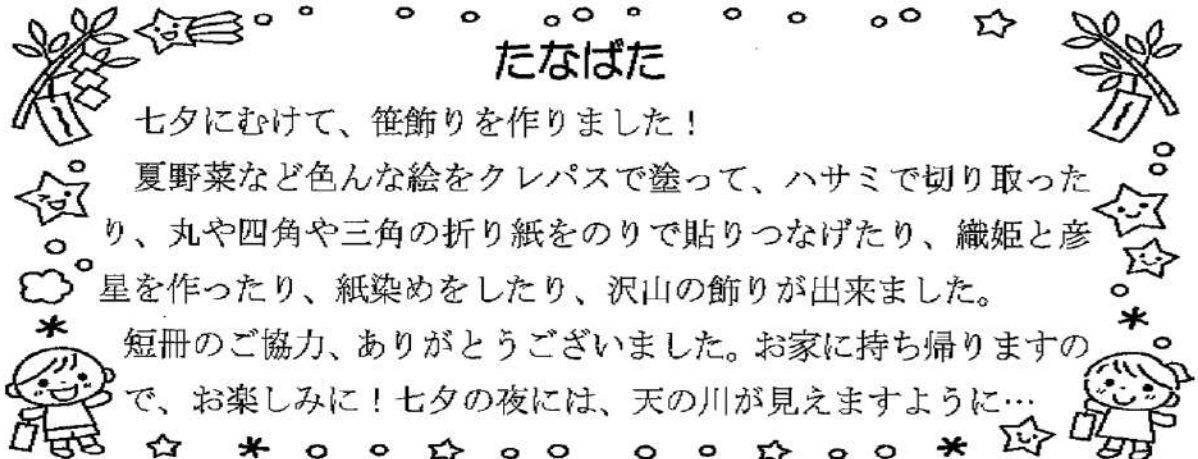 たなばた
七夕にむけて、笹飾りを作りました！
夏野菜など色んな絵をクレパスで塗って、ハサミで切り取った
り、丸や四角や三角の折り紙をのりで貼りつなげたり、織姫と彦
星を作ったり、紙染めをしたり、沢山の飾りが出来ました。
短冊のご協力、ありがとうございました。お家に持ち帰りますの
で、お楽しみに！七夕の夜には、天の川が見えますように…